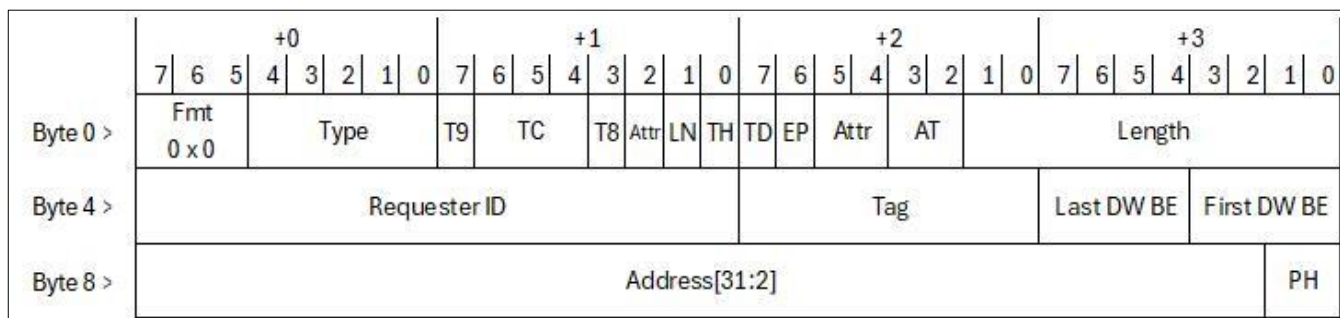 +0 +1 +2 +3
7 6 5 4 3 2 1 0 7 6 5 4 3 2 1 0 7 6 5 4 3 2 1 0 7 6 5 4 3 2 1 0
Byte 0 > Fmt Type T9 TC T8 Attr LN TH TD EP Attr AT Length
0 x 0
Byte 4 > Requester ID Tag Last DW BE First DW BE
Byte 8 > Address[31:2] PH